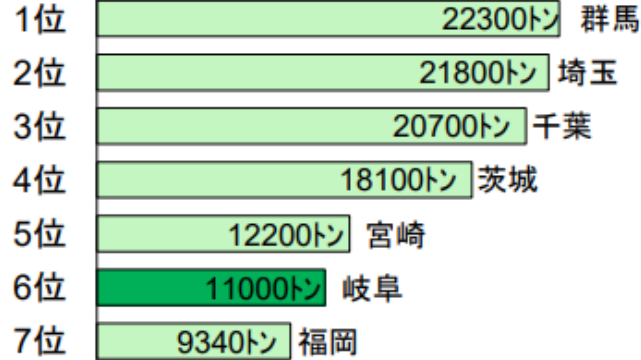 1位 22300トン 群馬
2位 21800トン 埼玉
3位 20700トン 千葉
4位 18100トン 茨城
5位 12200トン 宮崎
6位 11000トン 岐阜
7位 9340トン 福岡